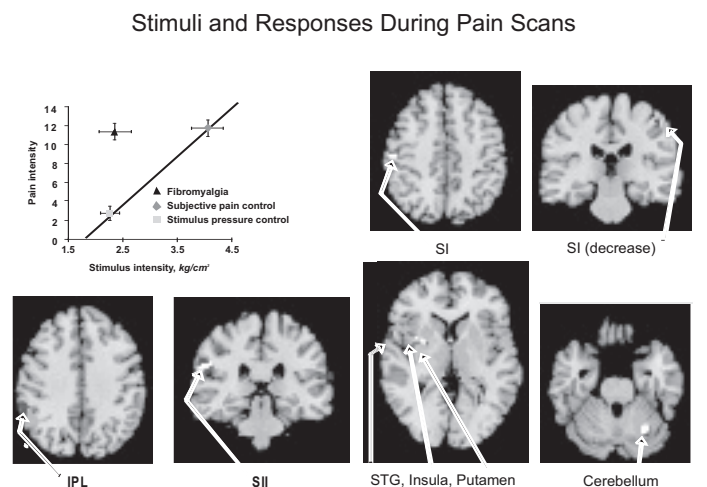 Stimuli and Responses During Pain Scans
14
12
10
8
6
4
2
0
Pain intensity
Fibromyalgia
Subjective pain control
Stimulus pressure control
1.5 2.5 3.5 4.5
Stimulus intensity, kg/cm²
SI
SI (decrease)
IPL
SII
STG, Insula, Putamen
Cerebellum